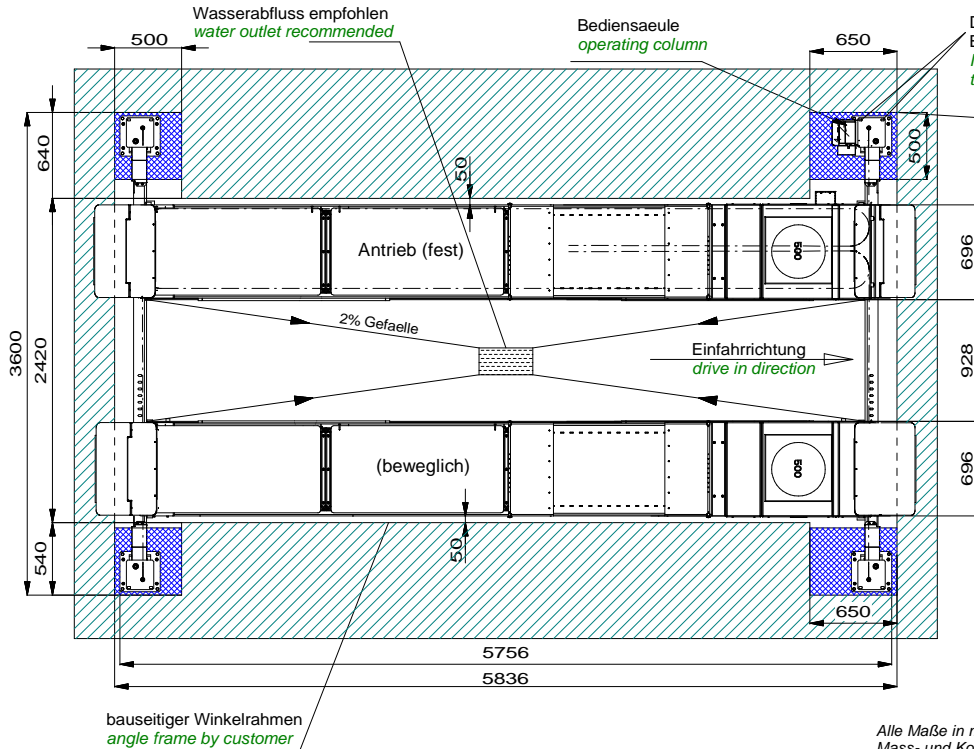 Wasserabfluss empfohlen
water outlet recommended
Bediensaeule
operating column
500
650
640
50
500
Antrieb (fest)
500
696
2% Gefaelle
3600
2420
Einfahrrichtung
drive in direction
928
(beweglich)
500
696
540
50
650
5756
5836
bauseitiger Winkelrahmen
angle frame by customer
Alle Maße in
Mass- und